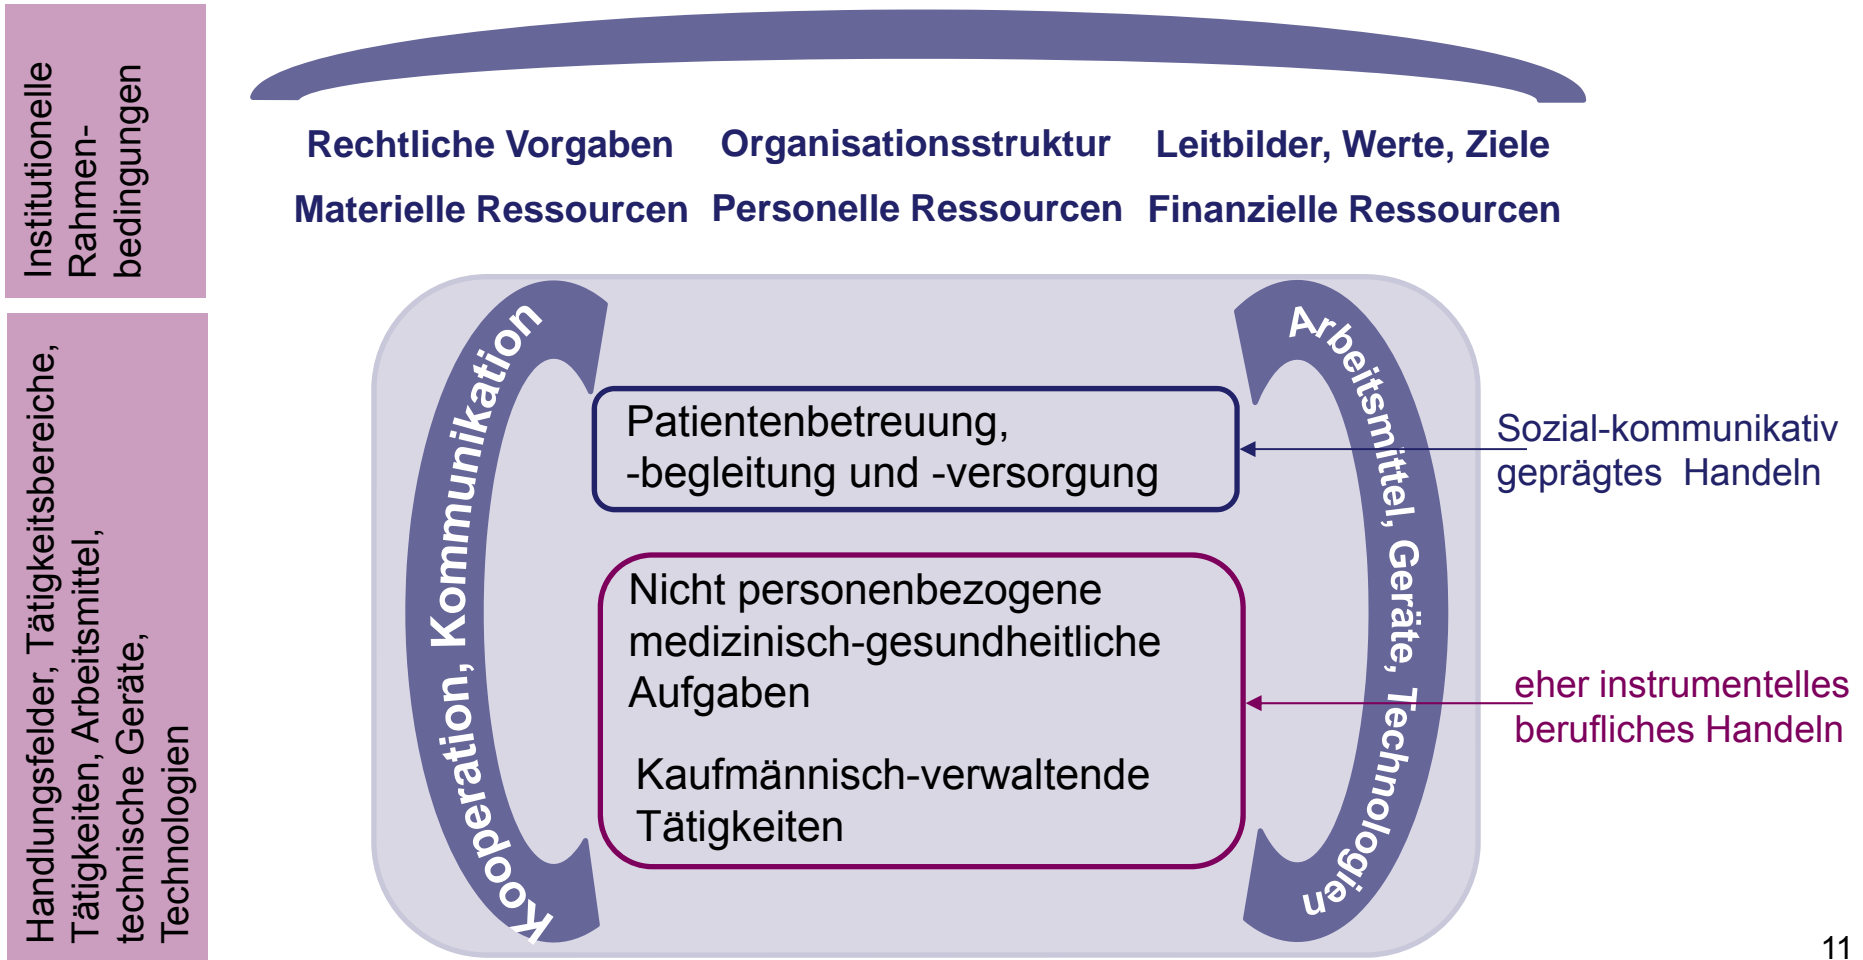 Institutionelle
Rahmen-
bedingungen
Rechtliche Vorgaben
Organisationsstruktur
Leitbilder, Werte, Ziele
Materielle Ressourcen
Personelle Ressourcen
Finanzielle Ressourcen
Handlungsfelder, Tätigkeitsbereiche,
Tätigkeiten, Arbeitsmittel,
technische Geräte,
Technologien
Kooperation, Kommunikation
Patientenbetreuung,
-begleitung und -versorgung
Nicht personenbezogene
medizinisch-gesundheitliche
Aufgaben
Kaufmännisch-verwaltende
Tätigkeiten
Arbeitsmittel, Geräte, Technologien
Sozial-kommunikativ
geprägtes Handeln
eher instrumentelles
berufliches Handeln
11